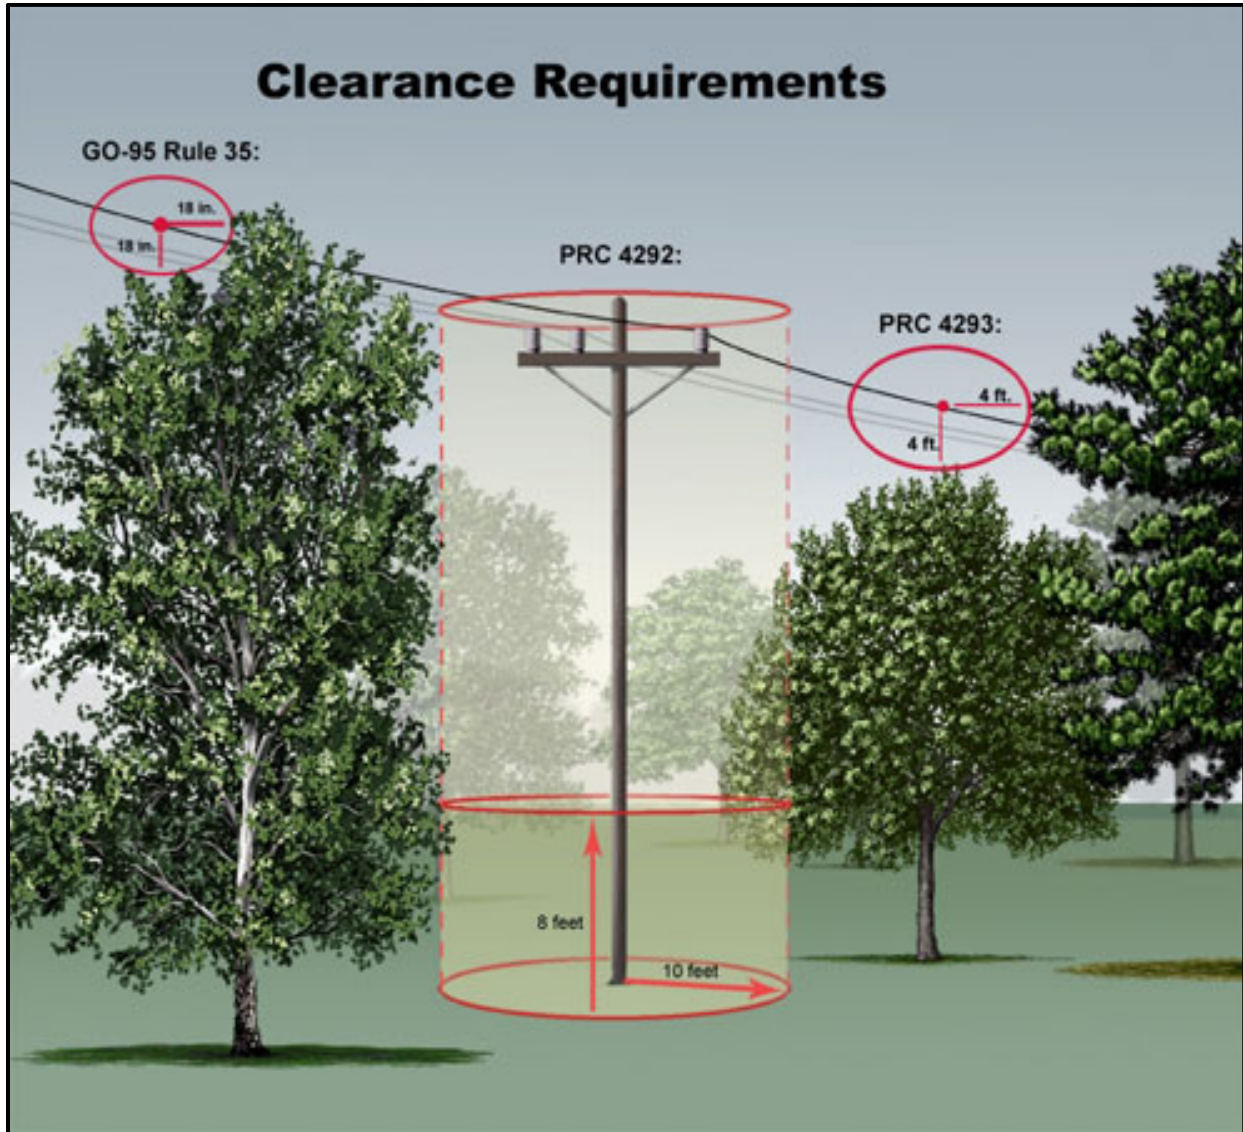 Clearance Requirements
GO-95 Rule 35:
18 in.
18 in.
PRC 4292:
PRC 4293:
4 ft.
4 ft.
8 feet
10 feet